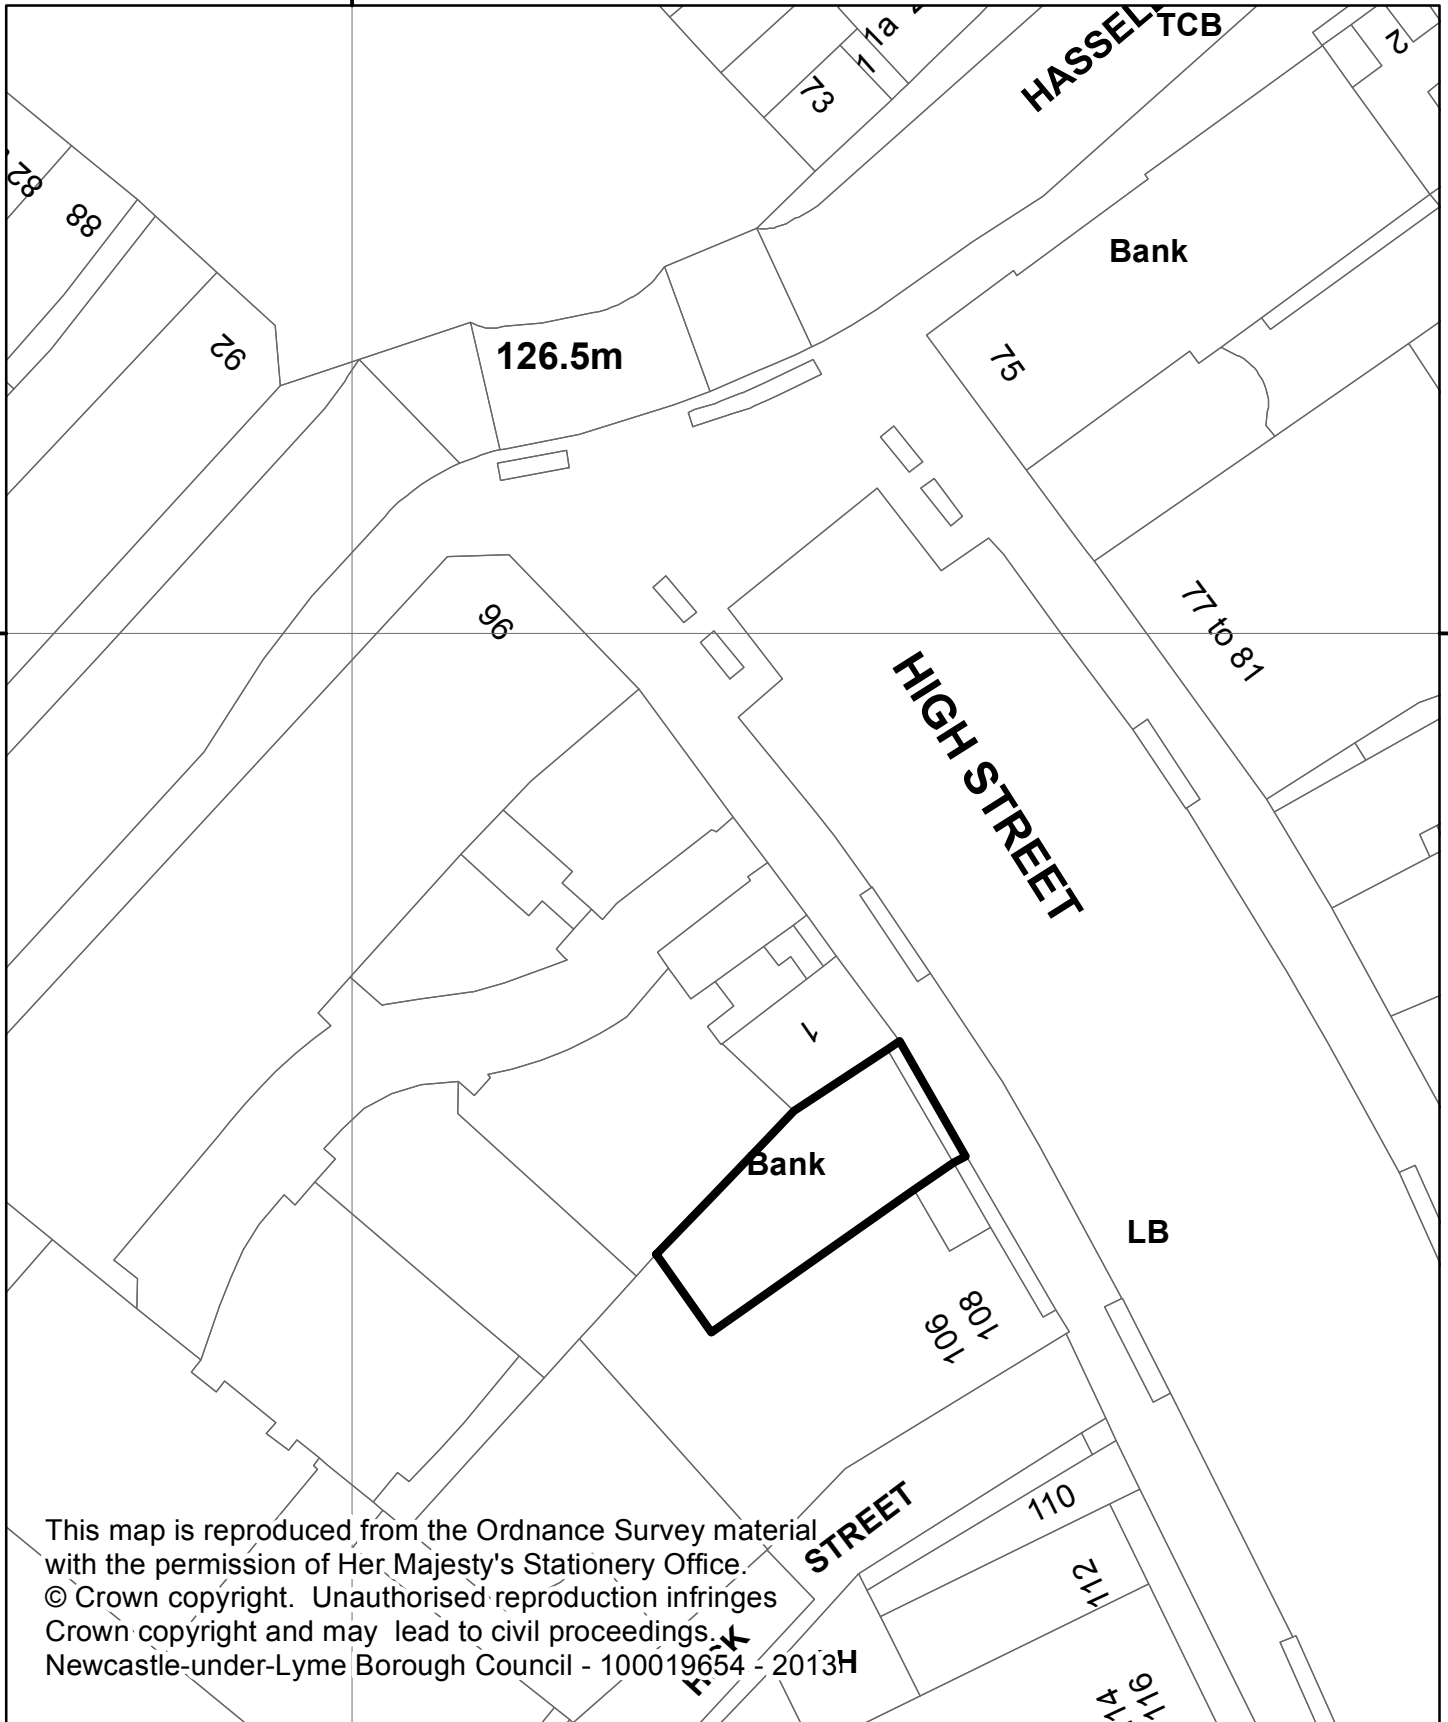 TCB
1a
1
73
2
88
Bank
92
126.5m
75
96
77 to 81
HIGH STREET
1
Bank
LB
108
106
STREET
110
112
116
114
This map is reproduced from the Ordnance Survey material
with the permission of Her Majesty's Stationery Office.
© Crown copyright. Unauthorised reproduction infringes
Crown copyright and may lead to civil proceedings.
Newcastle-under-Lyme Borough Council - 100019654 - 2013.